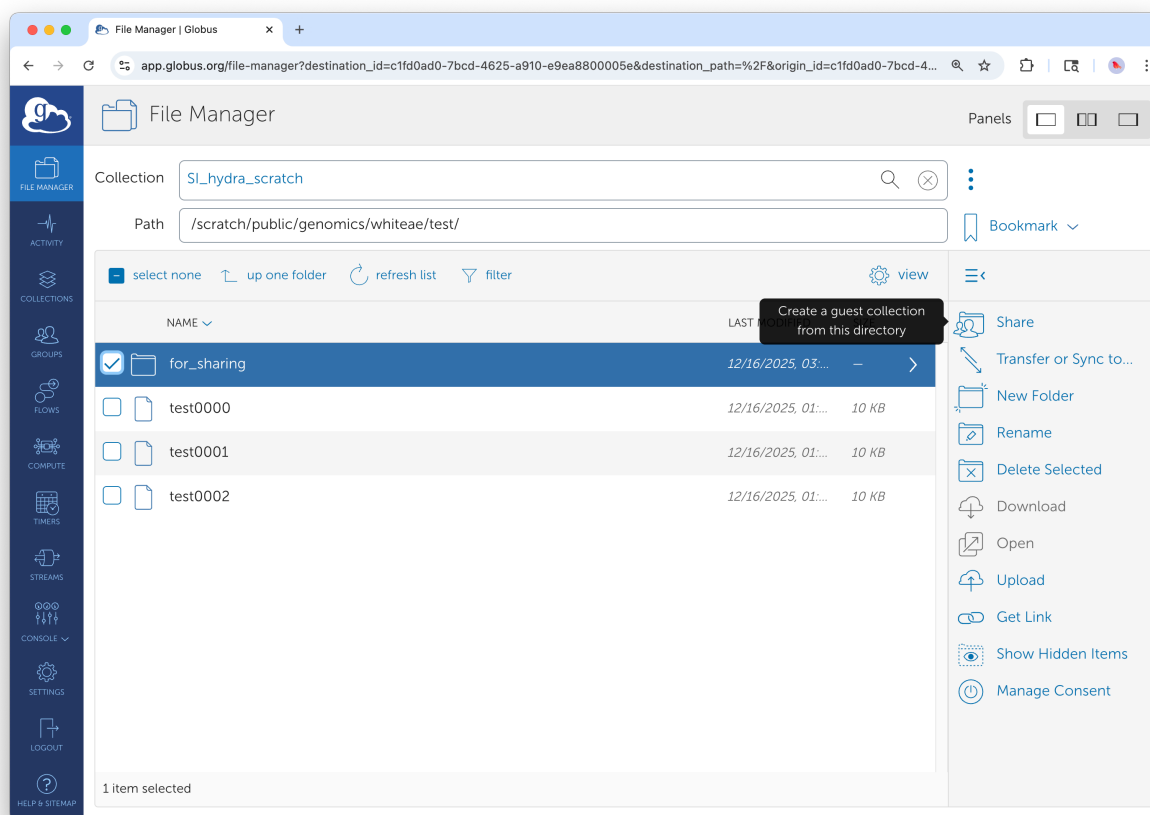 File Manager | Globus
app.globus.org/file-manager?destination_id=c1fd0ad0-7bcd-4625-a910-e9ea8800005e&destination_path=%2F&origin_id=c1fd0ad0-7bcd-4...
g
File Manager
Panels
FILE MANAGER
ACTIVITY
COLLECTIONS
GROUPS
FLOWS
COMPUTE
TIMERS
STREAMS
CONSOLE
SETTINGS
LOGOUT
HELP & SITEMAP
Collection
SI_hydra_scratch
Path
/scratch/public/genomics/whiteae/test/
Bookmark
select none
up one folder
refresh list
filter
view
NAME
LAST MODIFIED
Create a guest collection
from this directory
for_sharing
12/16/2025, 03:...
—
test0000
12/16/2025, 01:...
10 KB
test0001
12/16/2025, 01:...
10 KB
test0002
12/16/2025, 01:...
10 KB
1 item selected
Share
Transfer or Sync to...
New Folder
Rename
Delete Selected
Download
Open
Upload
Get Link
Show Hidden Items
Manage Consent